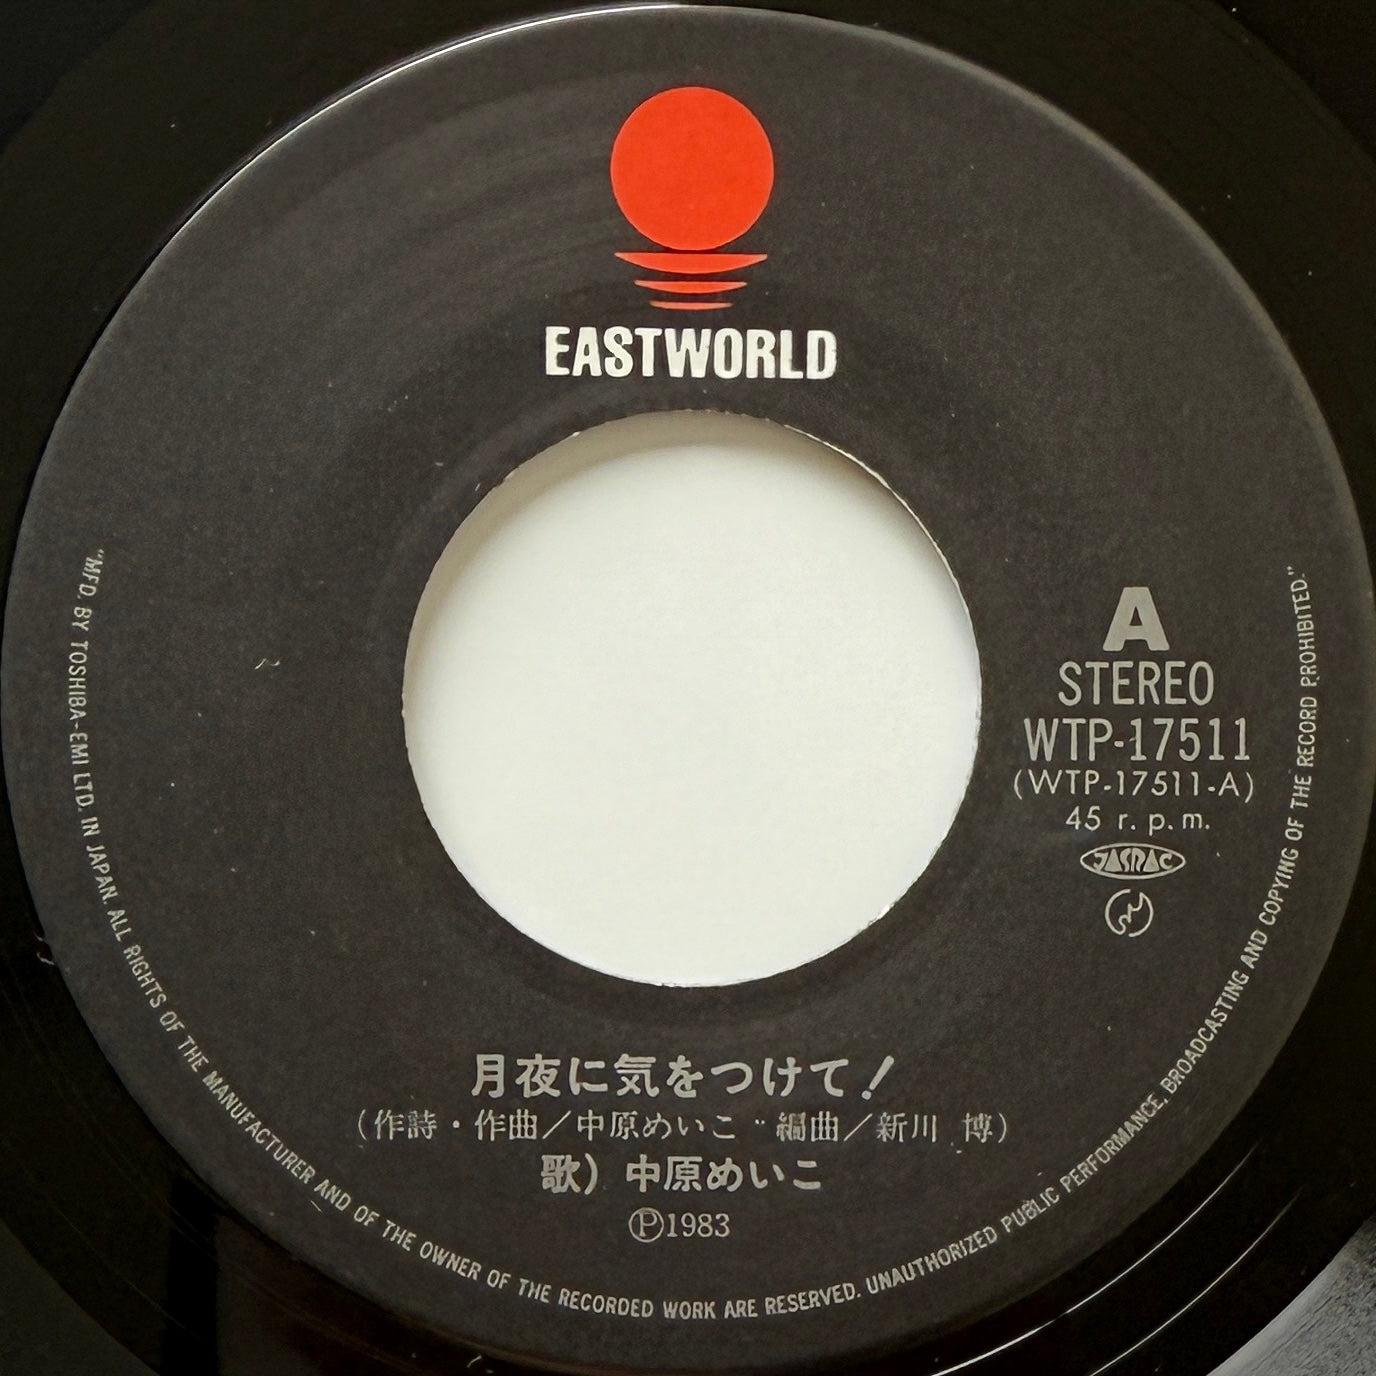 EASTWORLD
A
STEREO
WTP-17511
(WTP-17511-A)
45 r.p.m.
JASRAC
月夜に気をつけて!
(作詩・作曲/中原めいこ 編曲/新川 博)
歌) 中原めいこ
Ⓟ1983
"MFD. BY TOSHIBA-EMI LTD. IN JAPAN. ALL RIGHTS OF THE MANUFACTURER AND OF THE OWNER OF THE RECORDED WORK ARE RESERVED. UNAUTHORIZED PUBLIC PERFORMANCE, BROADCASTING AND COPYING OF THE RECORD PROHIBITED."